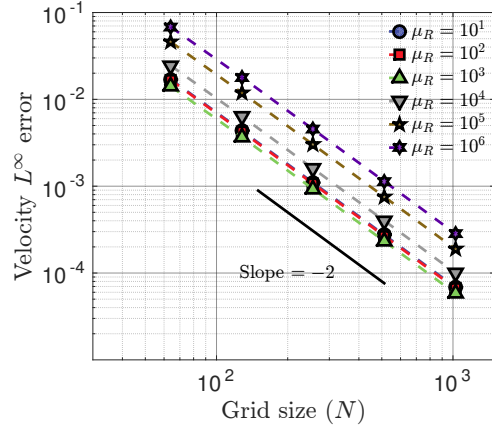 10^{-1}
10^{-2}
10^{-3}
10^{-4}
Velocity L^∞ error
μ_R = 10^1
μ_R = 10^2
μ_R = 10^3
μ_R = 10^4
μ_R = 10^5
μ_R = 10^6
Slope = −2
10^2
10^3
Grid size (N)